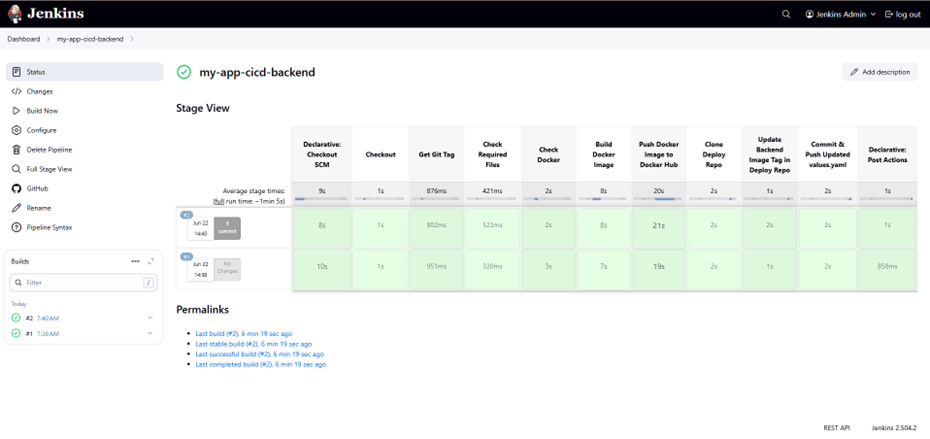 Jenkins
Jenkins Admin
log out
Dashboard
my-app-cicd-backend
Status
Changes
Build Now
Configure
Delete Pipeline
Full Stage View
GitHub
Rename
Pipeline Syntax
Builds
Filter
/
Today
#2 7:40 AM
#1 7:38 AM
my-app-cicd-backend
Add description
Stage View
Declarative: Checkout SCM
Checkout
Get Git Tag
Check Required Files
Check Docker
Build Docker Image
Push Docker Image to Docker Hub
Clone Deploy Repo
Update Backend Image Tag in Deploy Repo
Commit & Push Updated values.yaml
Declarative: Post Actions
Average stage times:
(full run time: ~1min 5s)
9s 1s 876ms 421ms 2s 8s 20s 2s 1s 2s 1s
#2
Jun 22
14:40
1 commit
8s 1s 802ms 523ms 2s 8s 21s 2s 1s 2s 1s
#1
Jun 22
14:38
No Changes
10s 1s 951ms 320ms 3s 7s 19s 2s 1s 2s 858ms
Permalinks
Last build (#2), 6 min 19 sec ago
Last stable build (#2), 6 min 19 sec ago
Last successful build (#2), 6 min 19 sec ago
Last completed build (#2), 6 min 19 sec ago
REST API
Jenkins 2.504.2